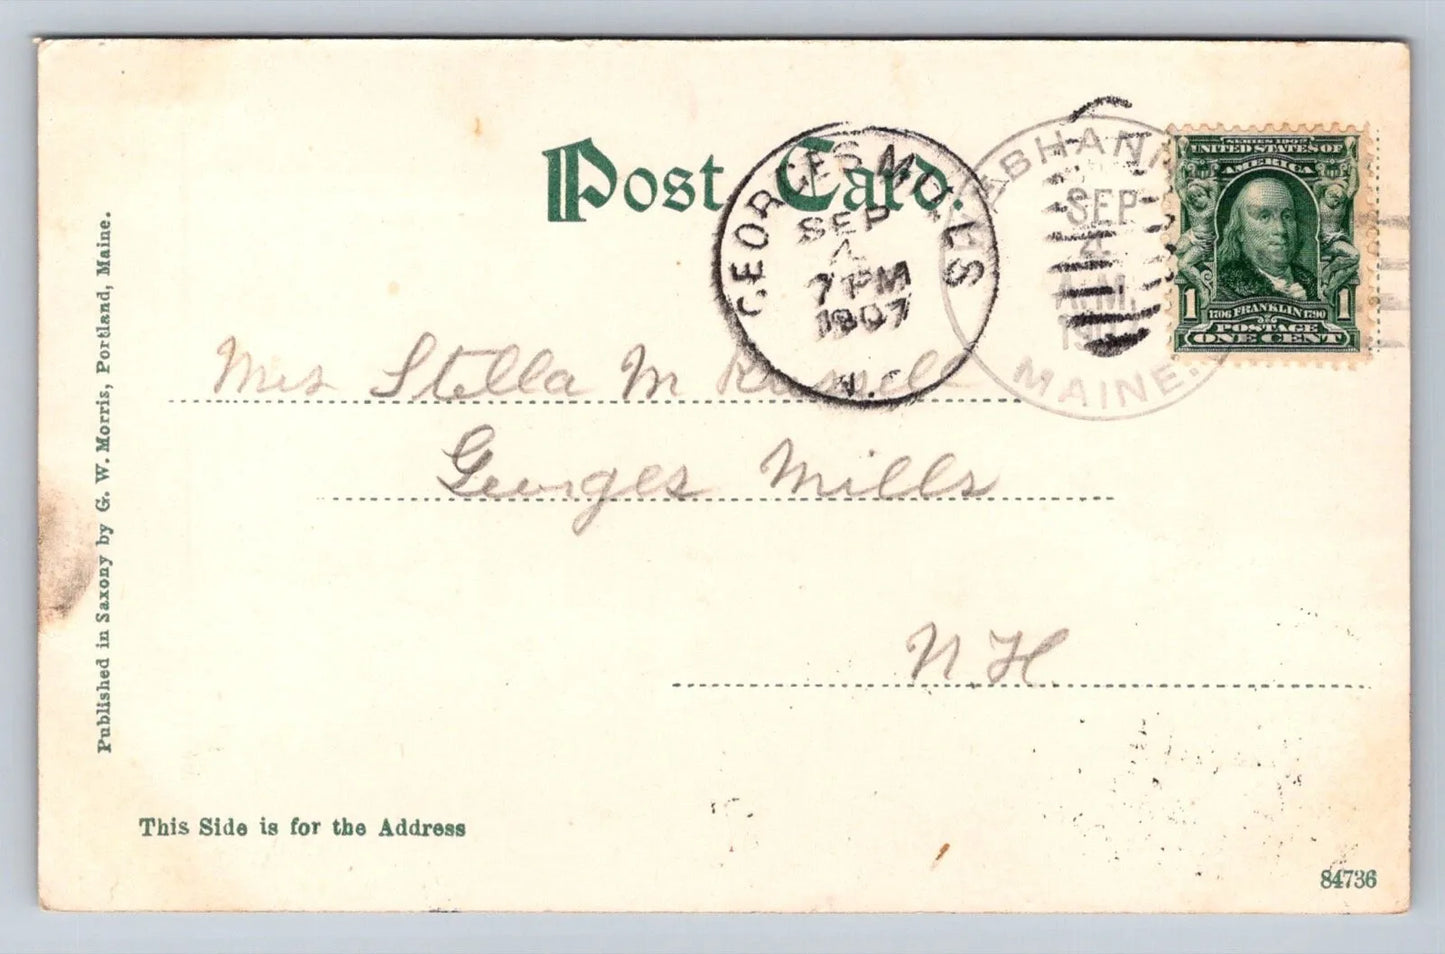 Post Card.
GEORGES MILLS
SEP
4
7 PM
1907
N.
SEP
4
A.M.
MAINE.
SERIES 1902
UNITED STATES OF
AMERICA
1 1
1706 FRANKLIN 1790
POSTAGE
ONE CENT
Mrs Stella M Russell
Georges Mills
N.H.
Published in Saxony by G. W. Morris, Portland, Maine.
This Side is for the Address
84736